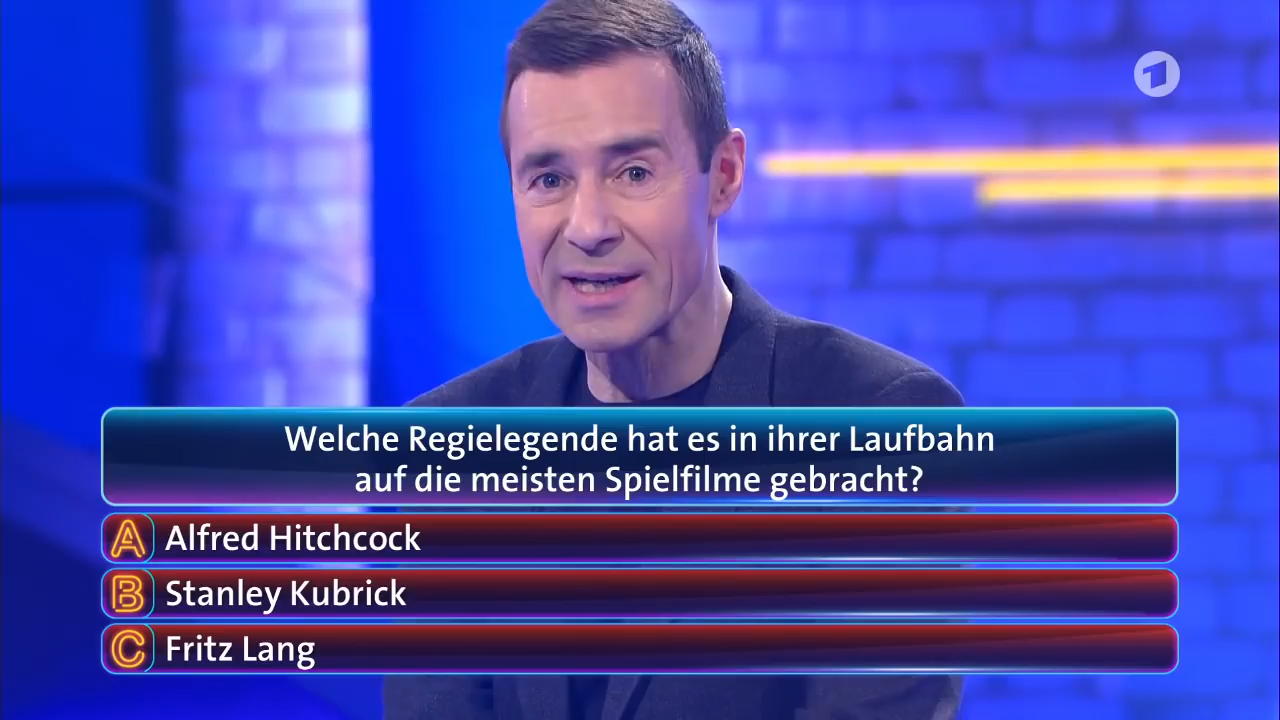 Welche Regielegende hat es in ihrer Laufbahn
auf die meisten Spielfilme gebracht?
A Alfred Hitchcock
B Stanley Kubrick
C Fritz Lang